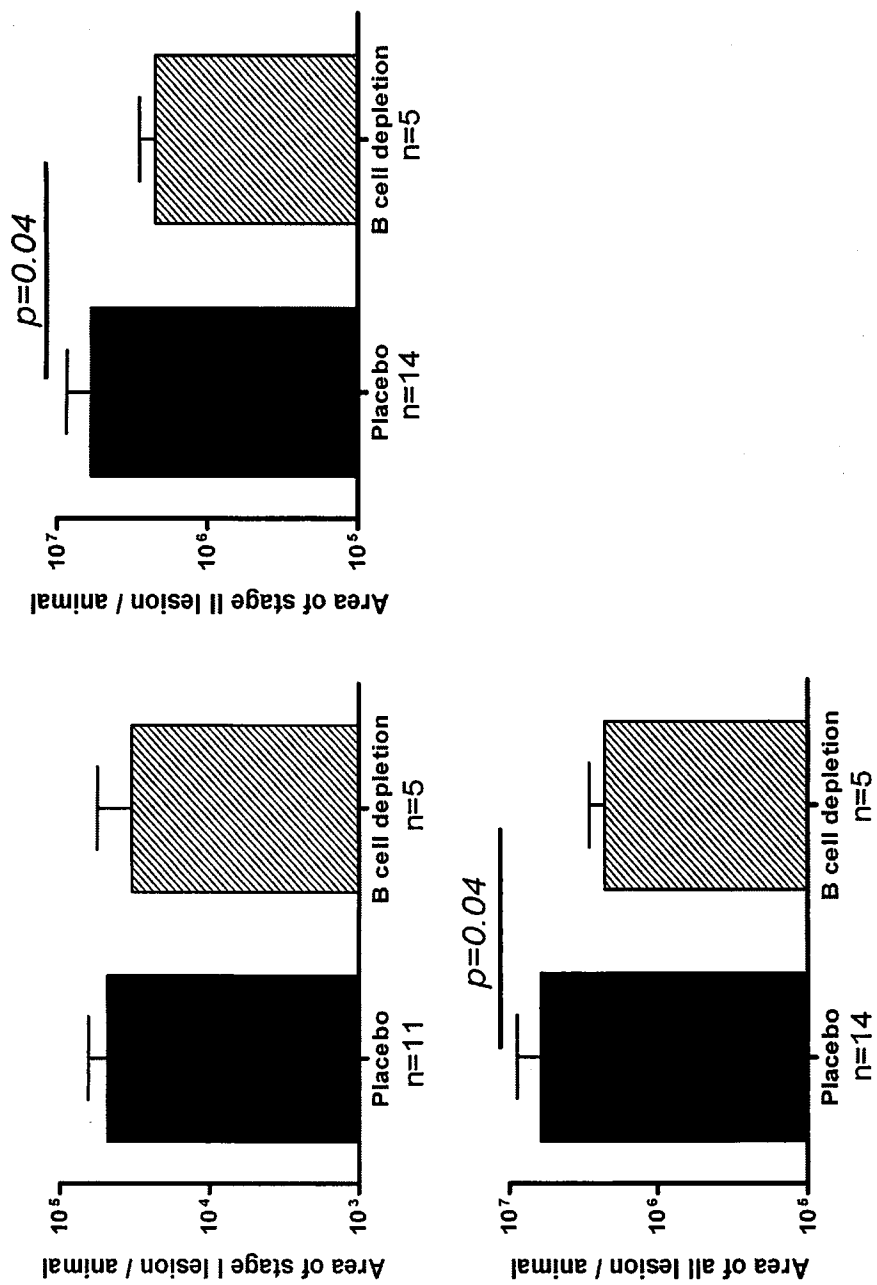 Area of stage I lesion / animal
10⁵
10⁴
10³
Placebo
n=11
B cell depletion
n=5
Area of stage II lesion / animal
10⁷
10⁶
10⁵
p=0.04
Placebo
n=14
B cell depletion
n=5
Area of all lesion / animal
10⁷
10⁶
10⁵
p=0.04
Placebo
n=14
B cell depletion
n=5